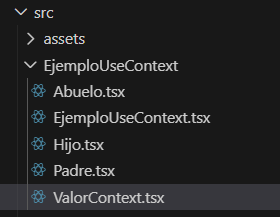 src
assets
EjemploUseContext
Abuelo.tsx
EjemploUseContext.tsx
Hijo.tsx
Padre.tsx
ValorContext.tsx